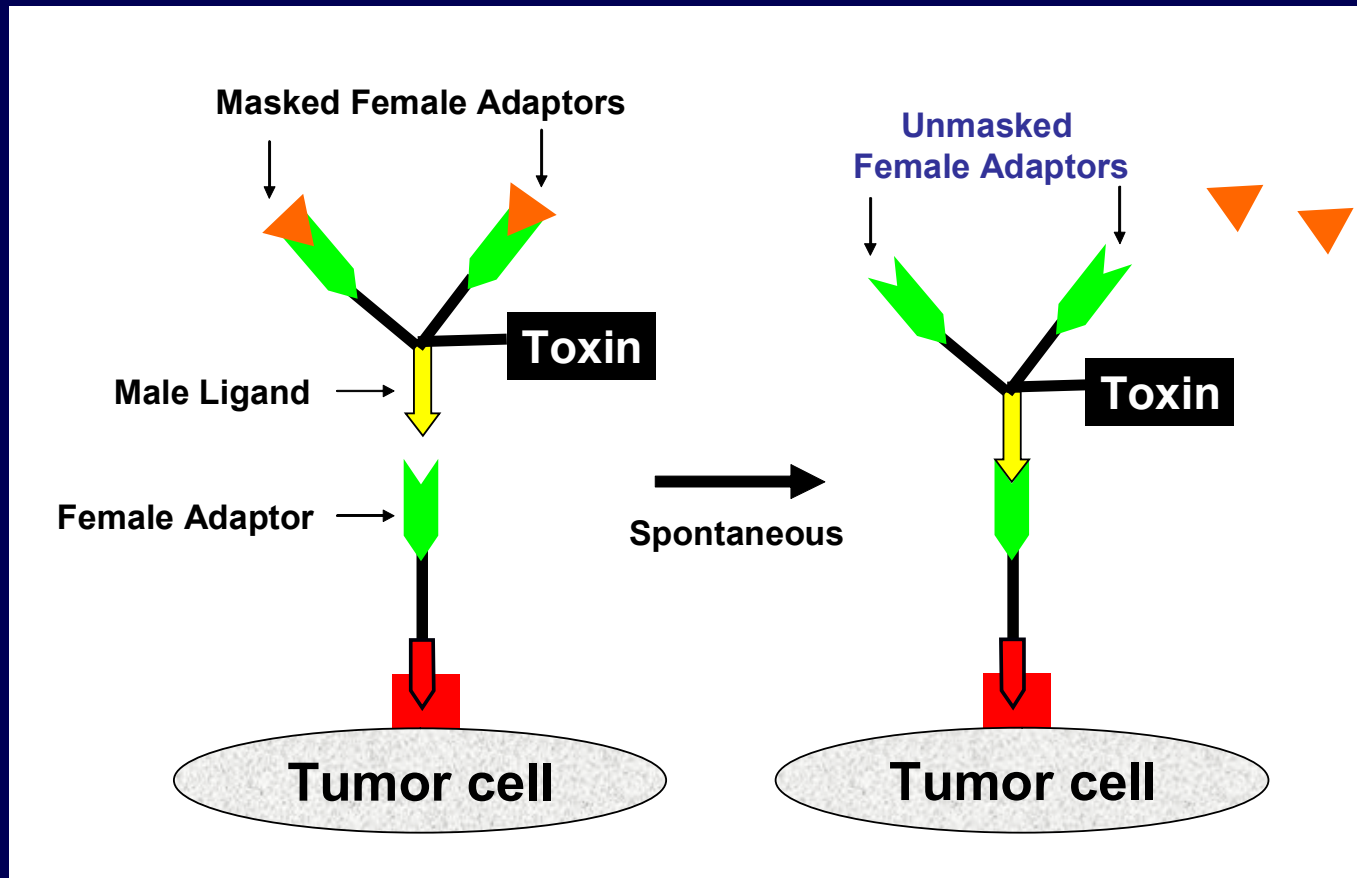 Masked Female Adaptors
Toxin
Male Ligand
Female Adaptor
Tumor cell
Spontaneous
Unmasked
Female Adaptors
Toxin
Tumor cell